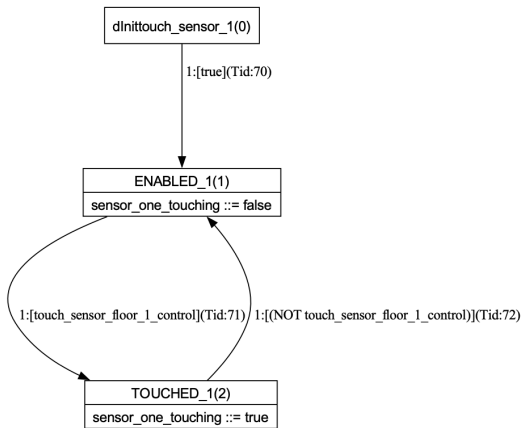 dInittouch_sensor_1(0)
1:[true](Tid:70)
ENABLED_1(1)
sensor_one_touching ::= false
1:[touch_sensor_floor_1_control](Tid:71)
1:[(NOT touch_sensor_floor_1_control)](Tid:72)
TOUCHED_1(2)
sensor_one_touching ::= true